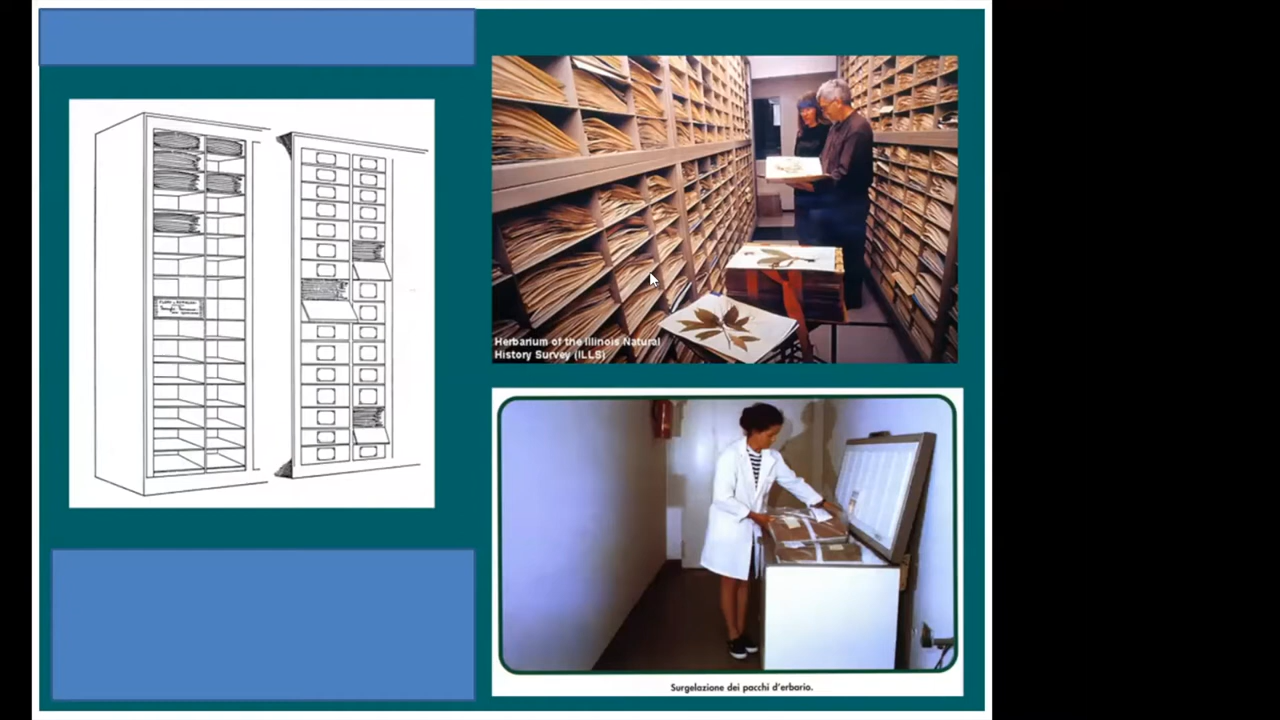 Herbarium of the Illinois Natural
History Survey (ILLS)
Surgelazione dei pacchi d'erbario.